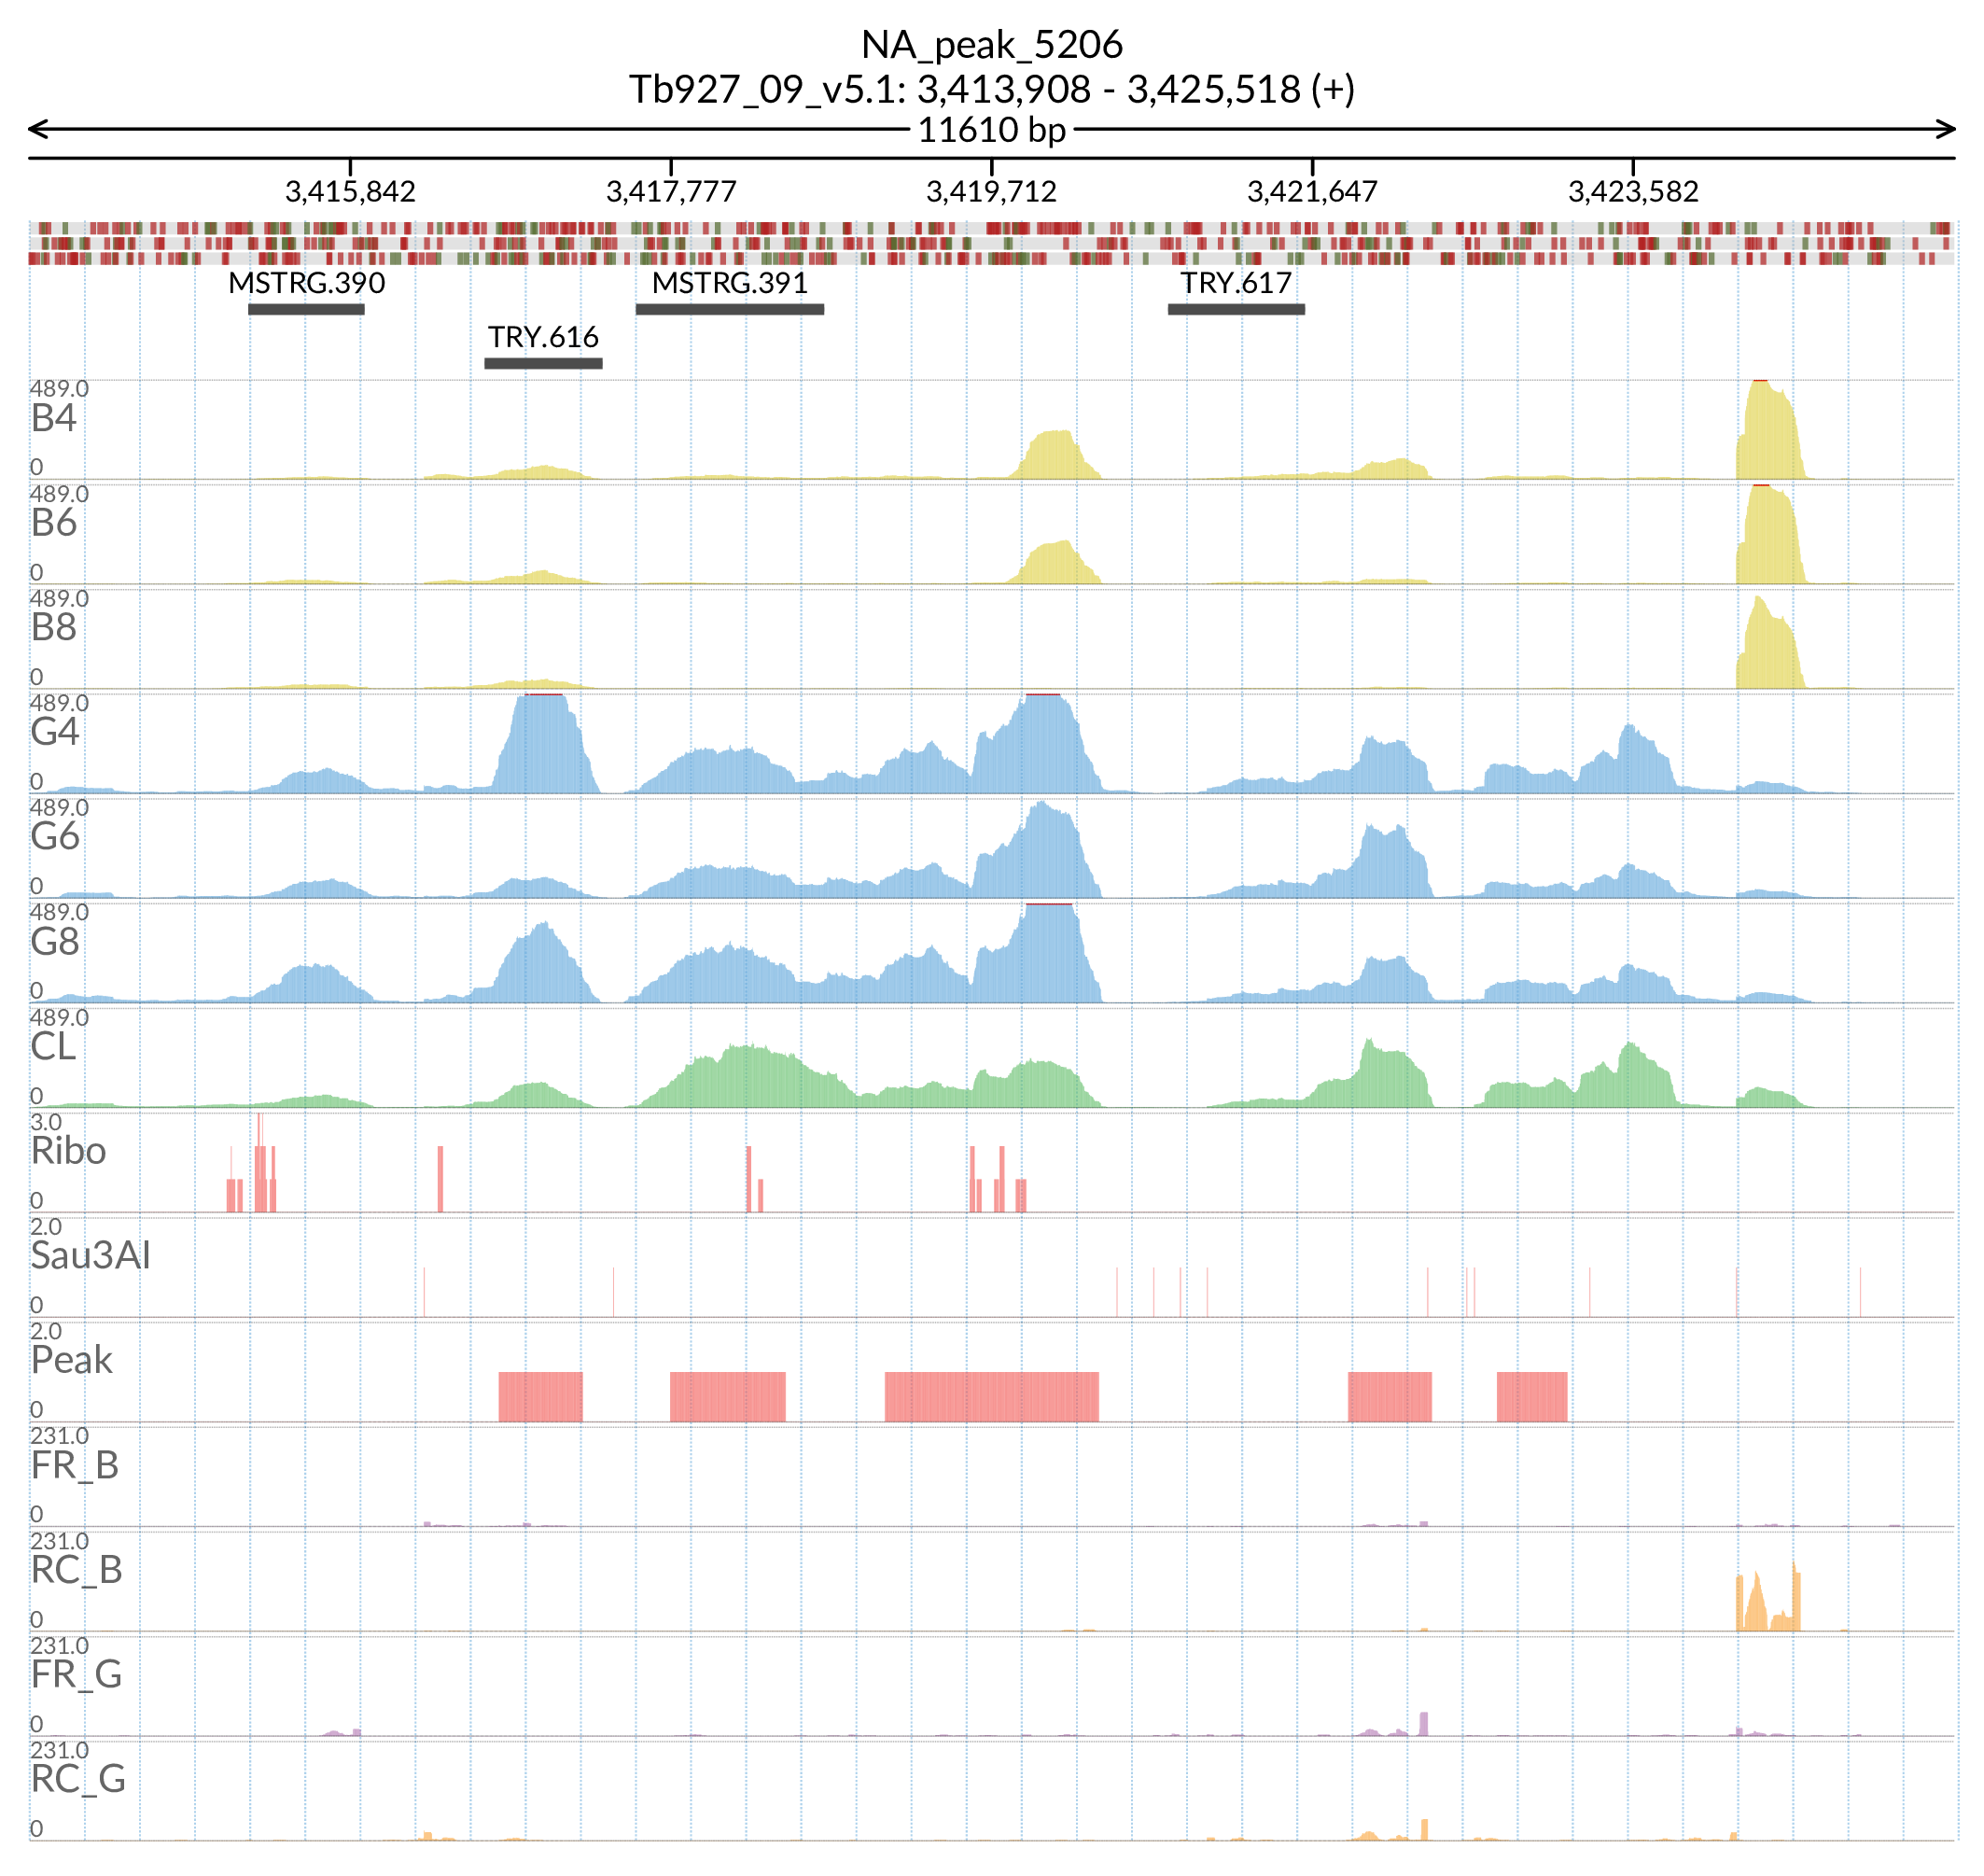 NA_peak_5206
Tb927_09_v5.1: 3,413,908 - 3,425,518 (+)
11610 bp
3,415,842 3,417,777 3,419,712 3,421,647 3,423,582
MSTRG.390 MSTRG.391 TRY.617
TRY.616
489.0
B4
0
489.0
B6
0
489.0
B8
0
489.0
G4
0
489.0
G6
0
489.0
G8
0
489.0
CL
0
3.0
Ribo
0
2.0
Sau3AI
0
2.0
Peak
0
231.0
FR_B
0
231.0
RC_B
0
231.0
FR_G
0
231.0
RC_G
0